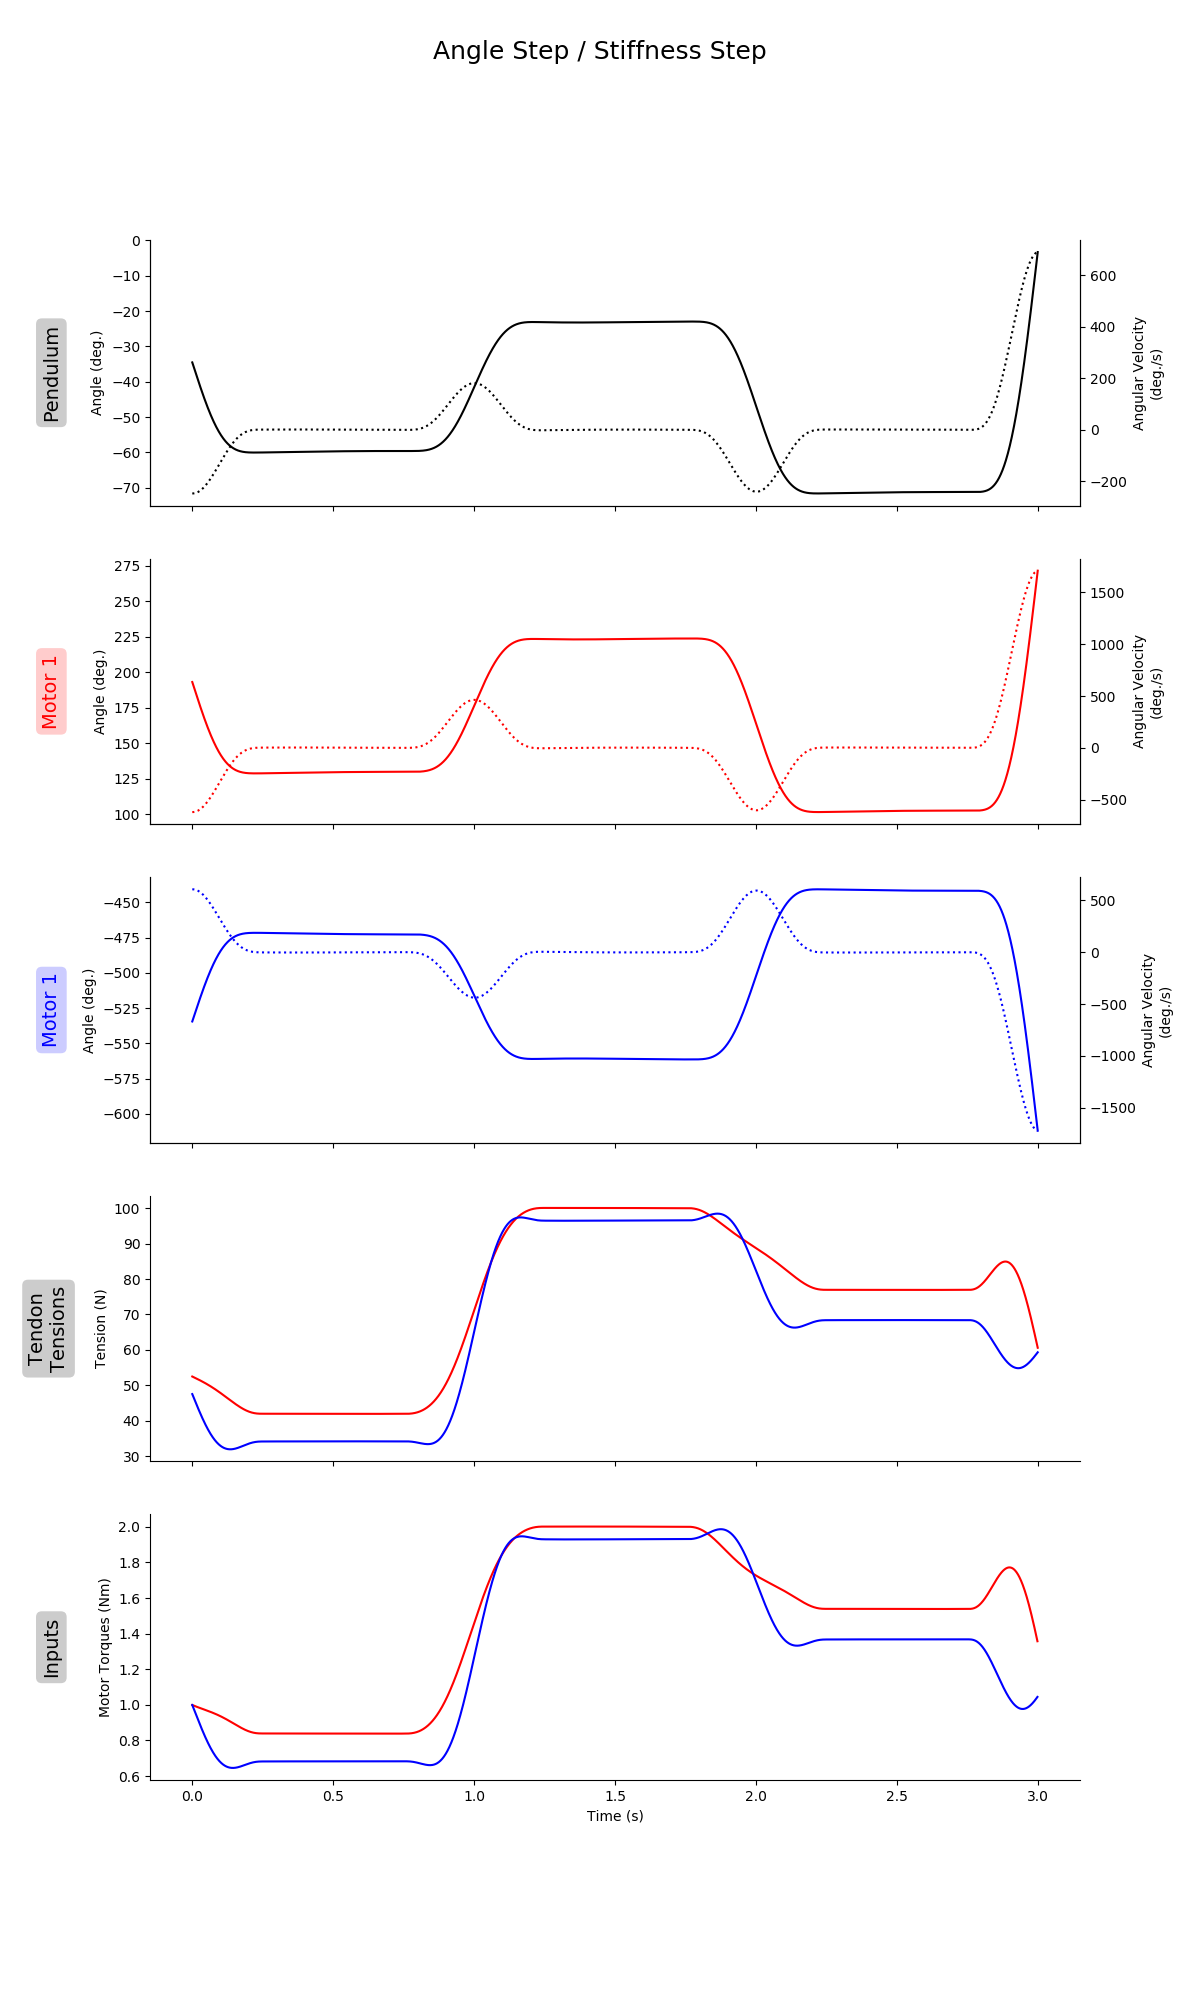 Angle Step / Stiffness Step
Pendulum
Angle (deg.)
0
−10
−20
−30
−40
−50
−60
−70
600
400
200
0
−200
Angular Velocity
(deg./s)
Motor 1
Angle (deg.)
275
250
225
200
175
150
125
100
1500
1000
500
0
−500
Angular Velocity
(deg./s)
Motor 1
Angle (deg.)
−450
−475
−500
−525
−550
−575
−600
500
0
−500
−1000
−1500
Angular Velocity
(deg./s)
Tendon
Tensions
Tension (N)
100
90
80
70
60
50
40
30
Inputs
Motor Torques (Nm)
2.0
1.8
1.6
1.4
1.2
1.0
0.8
0.6
0.0 0.5 1.0 1.5 2.0 2.5 3.0
Time (s)